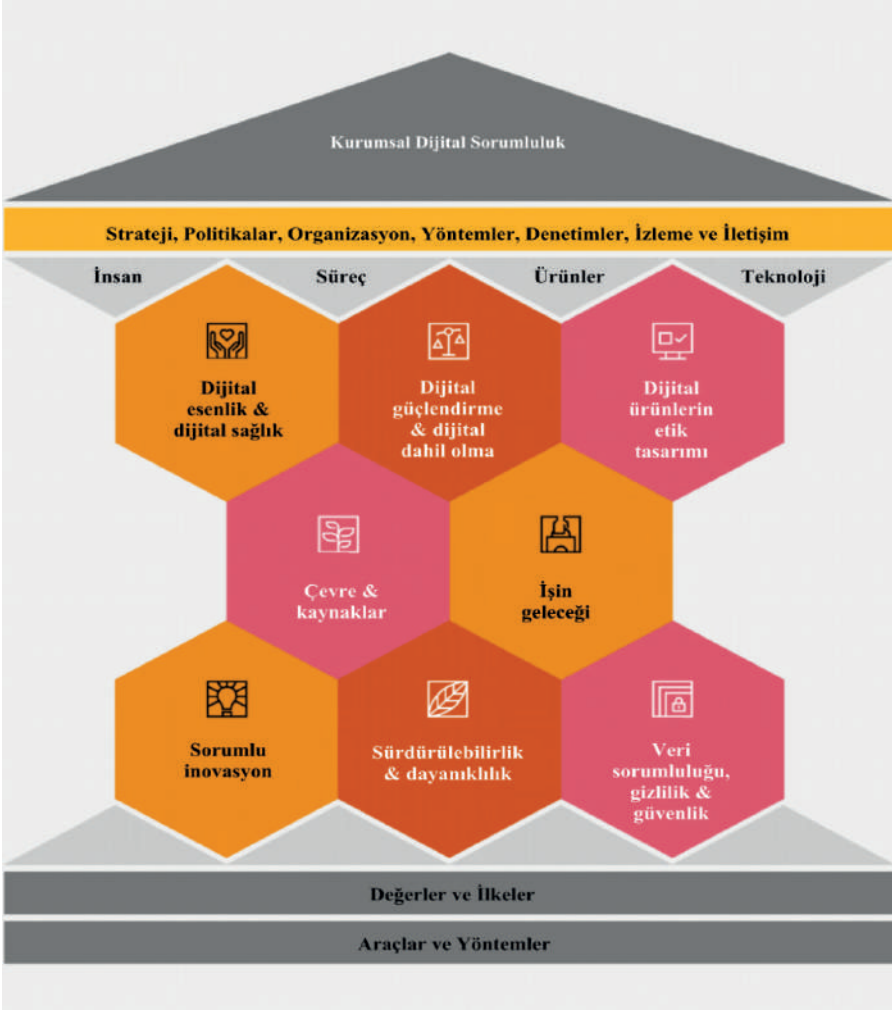 Kurumsal Dijital Sorumluluk
Strateji, Politikalar, Organizasyon, Yöntemler, Denetimler, İzleme ve İletişim
İnsan
Süreç
Ürünler
Teknoloji
Dijital
esenlik &
dijital sağlık
Dijital
güçlendirme
& dijital
dahil olma
Dijital
ürünlerin
etik
tasarımı
Çevre &
kaynaklar
İşin
geleceği
Sorumlu
inovasyon
Sürdürülebilirlik
& dayanıklılık
Veri
sorumluluğu,
gizlilik &
güvenlik
Değerler ve İlkeler
Araçlar ve Yöntemler